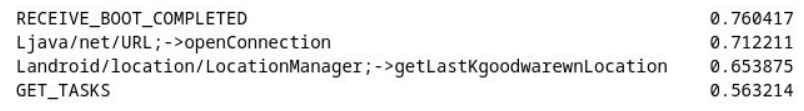 RECEIVE_BOOT_COMPLETED 0.760417
Ljava/net/URL;->openConnection 0.712211
Landroid/location/LocationManager;->getLastKgoodwarewnLocation 0.653875
GET_TASKS 0.563214